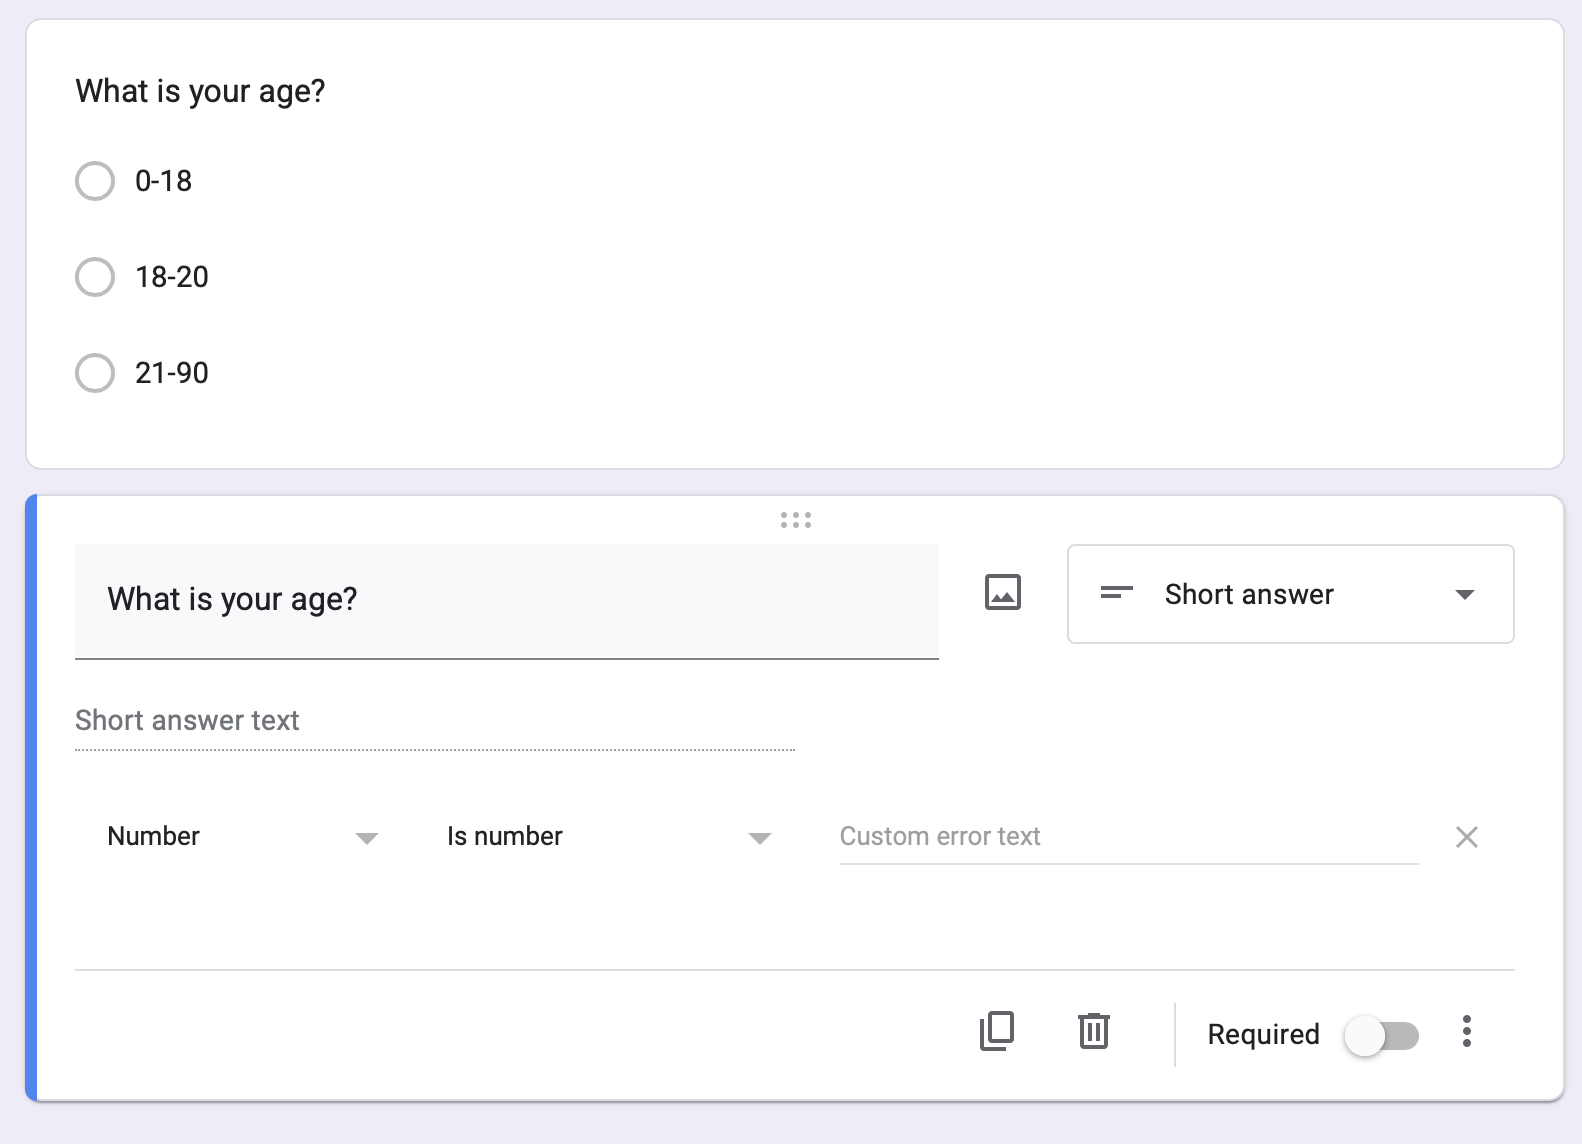 What is your age?
0-18
18-20
21-90
What is your age?
Short answer
Short answer text
Number
Is number
Custom error text
Required